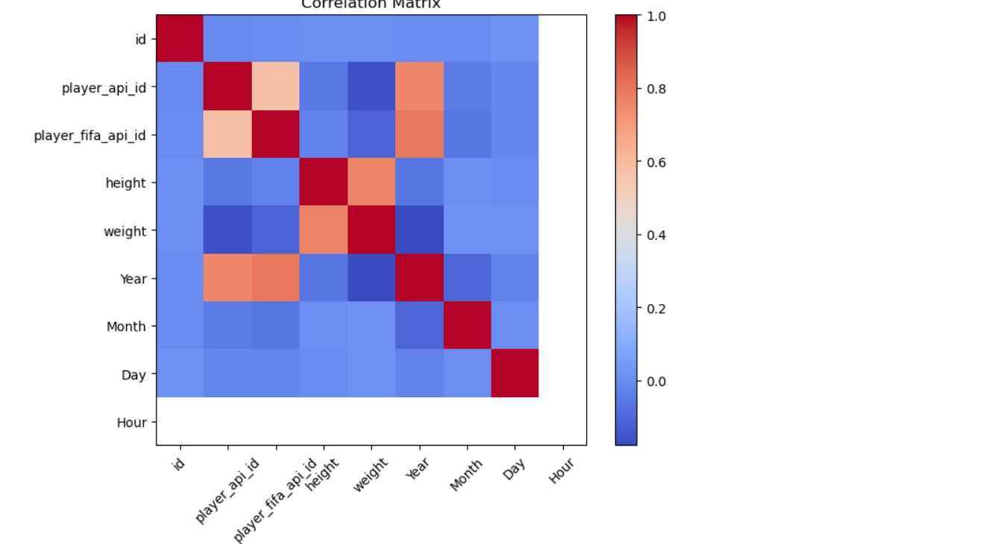 Correlation Matrix
id
player_api_id
player_fifa_api_id
height
weight
Year
Month
Day
Hour
id
player_api_id
player_fifa_api_id
height
weight
Year
Month
Day
Hour
1.0
0.8
0.6
0.4
0.2
0.0